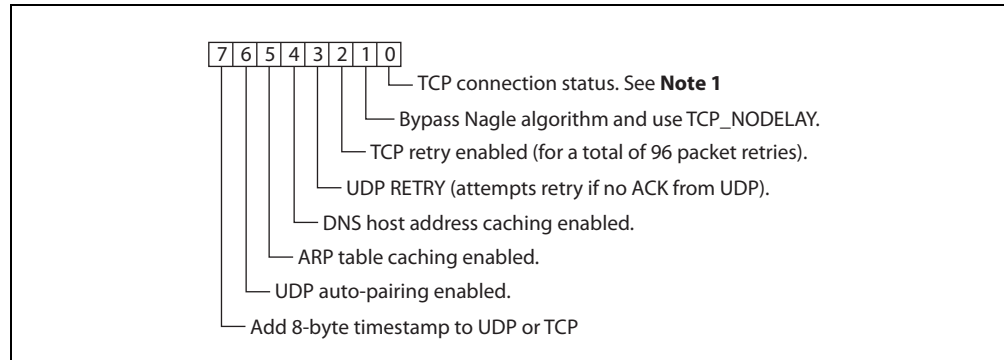 7 6 5 4 3 2 1 0
TCP connection status. See Note 1
Bypass Nagle algorithm and use TCP_NODELAY.
TCP retry enabled (for a total of 96 packet retries).
UDP RETRY (attempts retry if no ACK from UDP).
DNS host address caching enabled.
ARP table caching enabled.
UDP auto-pairing enabled.
Add 8-byte timestamp to UDP or TCP